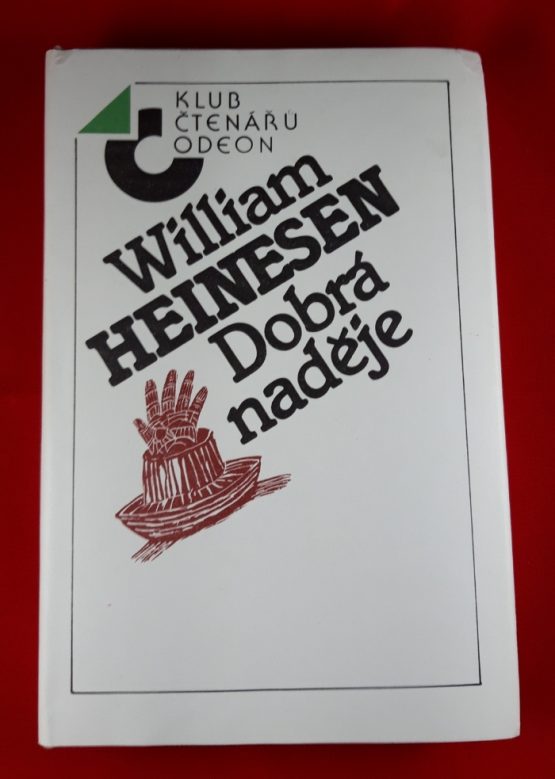 KLUB
ČTENÁŘŮ
ODEON
William
HEINESEN
Dobrá
naděje